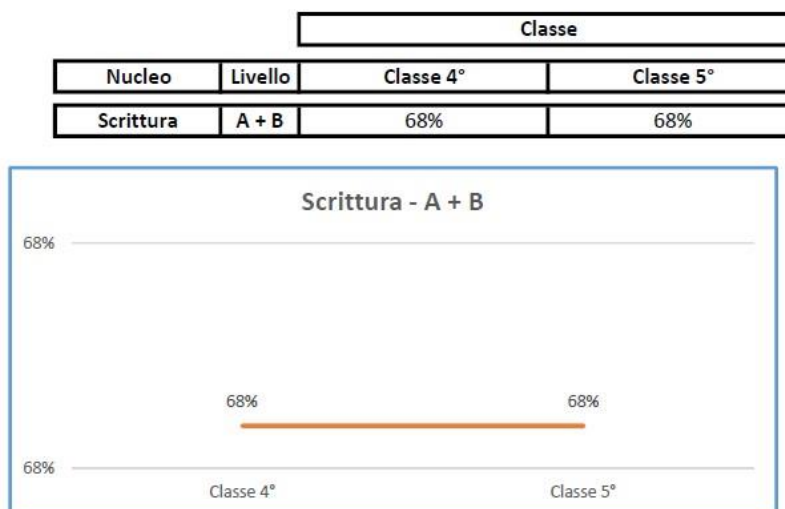 Classe
Nucleo Livello Classe 4° Classe 5°
Scrittura A + B 68% 68%
Scrittura - A + B
68%
68% 68%
68%
Classe 4° Classe 5°